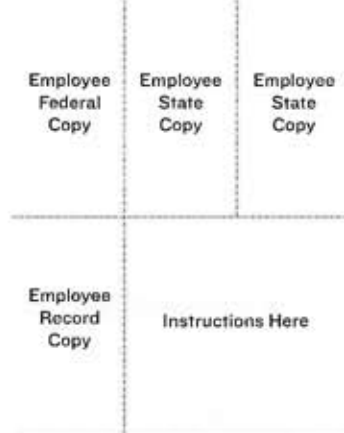 Employee
Federal
Copy
Employee
State
Copy
Employee
State
Copy
Employee
Record
Copy
Instructions Here